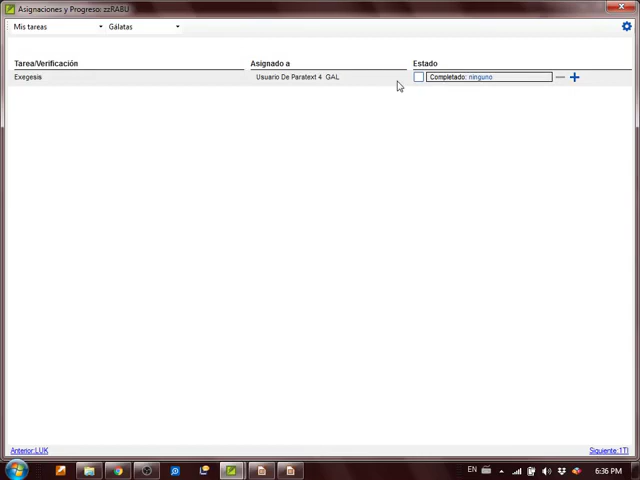 Asignaciones y Progreso: zzRABU
Mis tareas Gálatas
Tarea/Verificación Asignado a Estado
Exegesis Usuario De Paratext 4 GAL Completado: ninguno
Anterior:LUK Siguiente:1TI
EN 6:36 PM